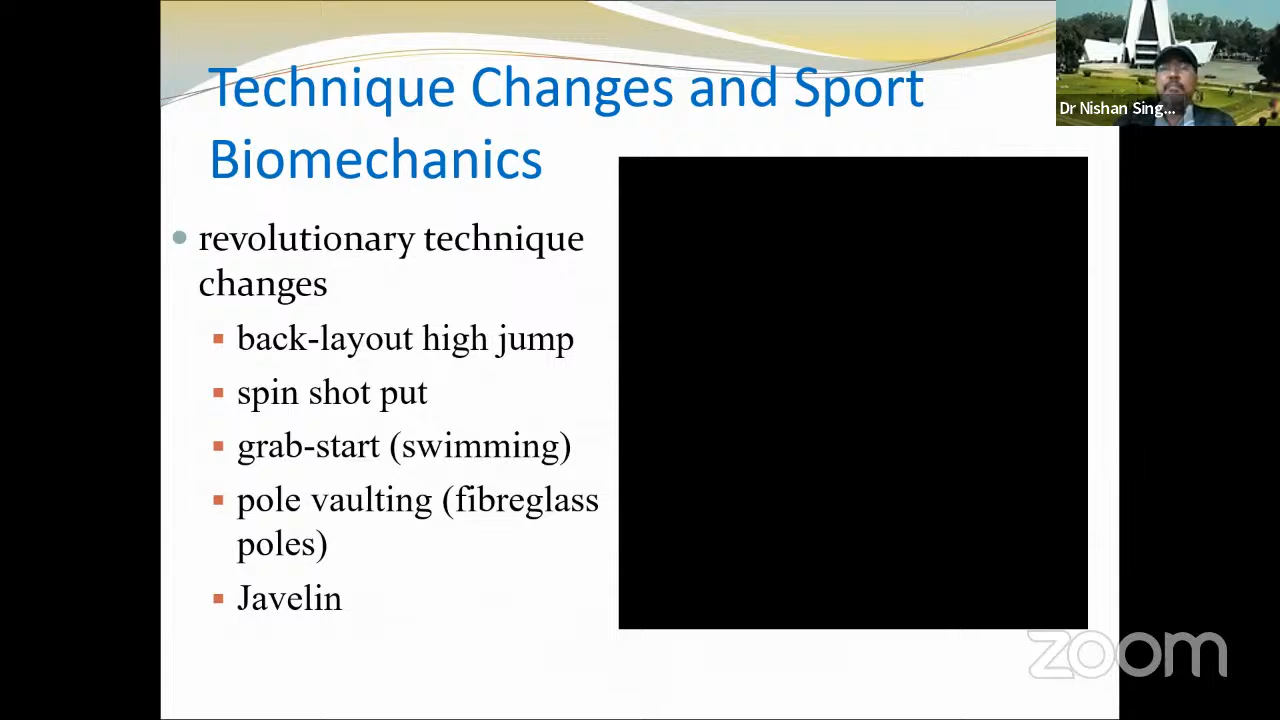 Technique Changes and Sport
Biomechanics
revolutionary technique
changes
back-layout high jump
spin shot put
grab-start (swimming)
pole vaulting (fibreglass
poles)
Javelin
Dr Nishan Sing...
zoom